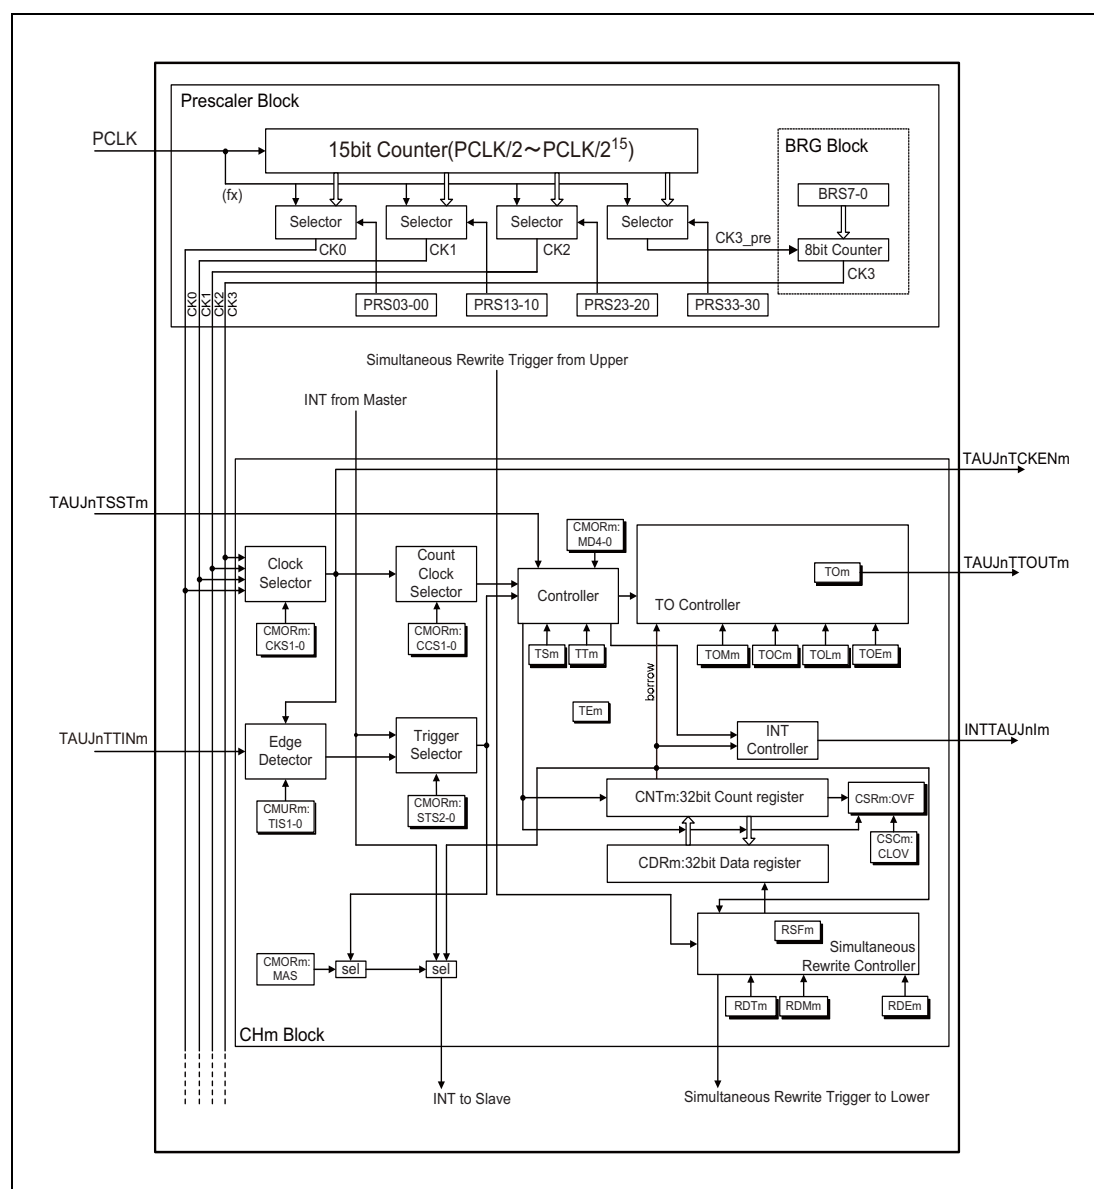 Prescaler Block
PCLK
15bit Counter(PCLK/2～PCLK/2¹⁵)
BRG Block
(fx)
BRS7-0
Selector
Selector
Selector
Selector
CK3_pre
8bit Counter
CK0
CK1
CK2
CK3
CK0
CK1
CK2
CK3
PRS03-00
PRS13-10
PRS23-20
PRS33-30
Simultaneous Rewrite Trigger from Upper
INT from Master
TAUJnTCKENm
TAUJnTSSTm
CMORm:
MD4-0
Clock
Selector
Count
Clock
Selector
Controller
TOm
TO Controller
TAUJnTTOUTm
CMORm:
CKS1-0
CMORm:
CCS1-0
TSm
TTm
TOMm
TOCm
TOLm
TOEm
borrow
TEm
TAUJnTTINm
Edge
Detector
Trigger
Selector
INT
Controller
INTTAUJnIm
CMURm:
TIS1-0
CMORm:
STS2-0
CNTm:32bit Count register
CSRm:OVF
CSCm:
CLOV
CDRm:32bit Data register
RSFm
Simultaneous
Rewrite Controller
CMORm:
MAS
sel
sel
RDTm
RDMm
RDEm
CHm Block
INT to Slave
Simultaneous Rewrite Trigger to Lower